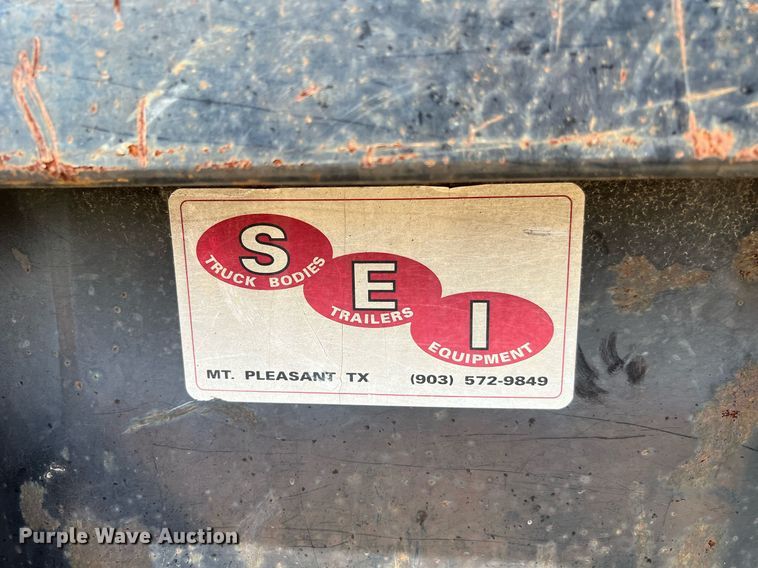 S
TRUCK BODIES
E
TRAILERS
I
EQUIPMENT
MT. PLEASANT, TX (903) 572-9849
Purple Wave Auction